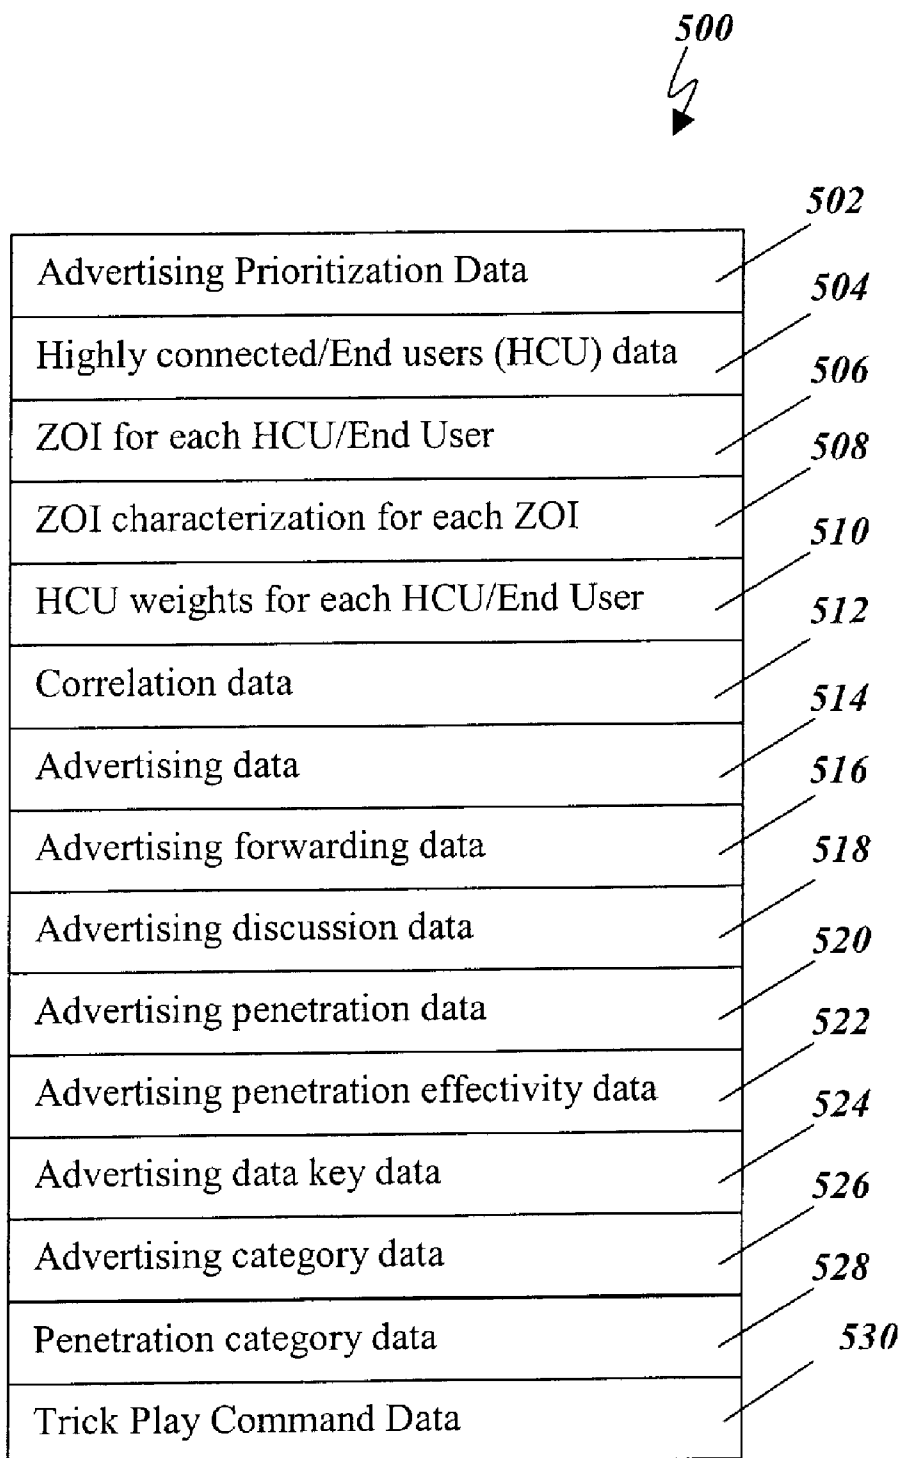 500
502
Advertising Prioritization Data
504
Highly connected/End users (HCU) data
506
ZOI for each HCU/End User
508
ZOI characterization for each ZOI
510
HCU weights for each HCU/End User
512
Correlation data
514
Advertising data
516
Advertising forwarding data
518
Advertising discussion data
520
Advertising penetration data
522
Advertising penetration effectivity data
524
Advertising data key data
526
Advertising category data
528
Penetration category data
530
Trick Play Command Data